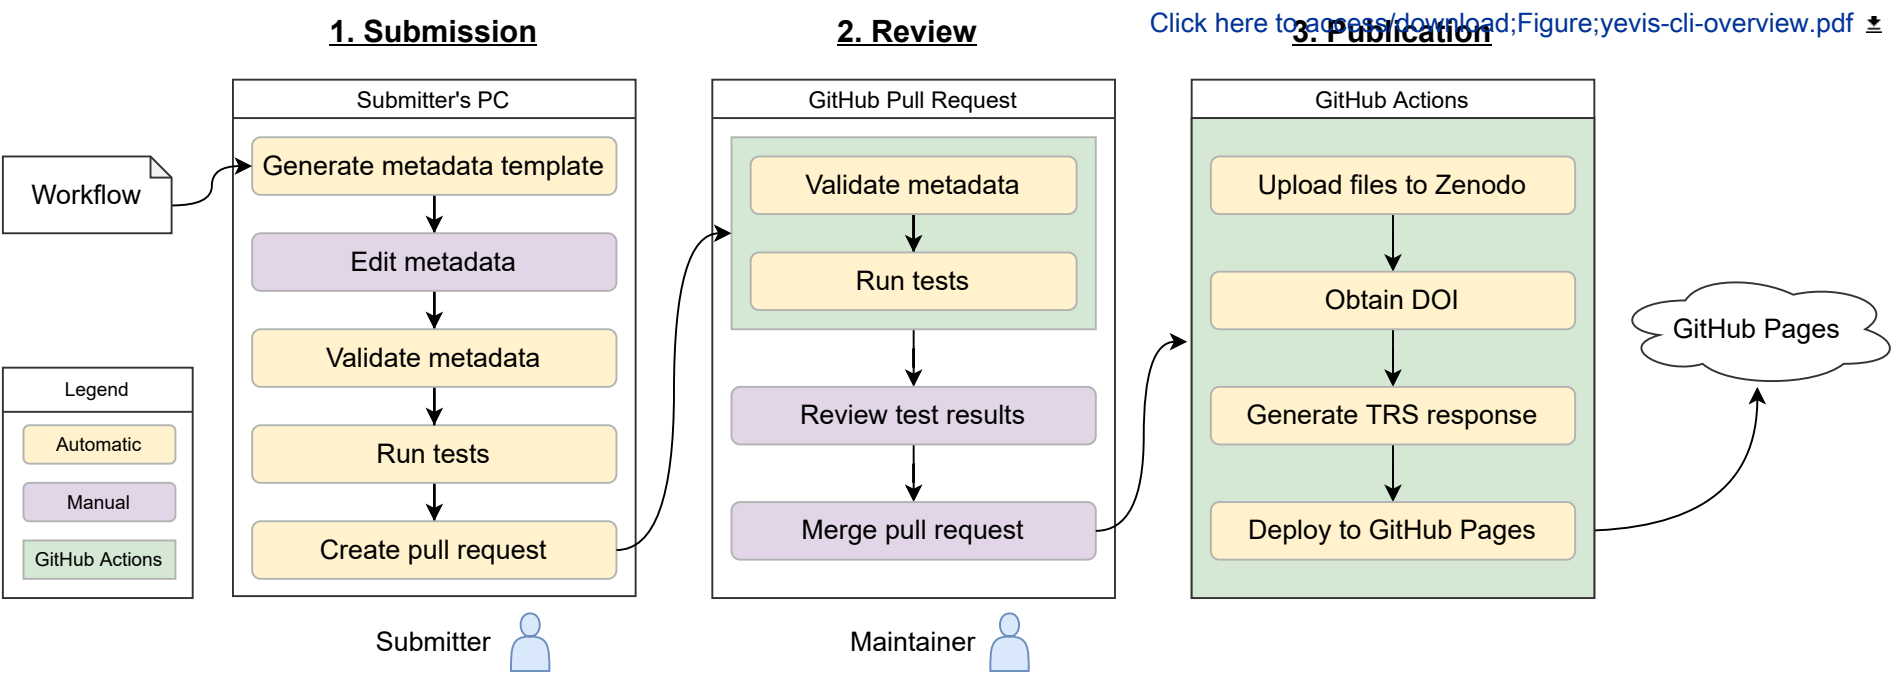 1. Submission
2. Review
3. Publication
Click here to access/download;Figure;yevis-cli-overview.pdf
Submitter's PC
GitHub Pull Request
GitHub Actions
Workflow
Generate metadata template
Edit metadata
Validate metadata
Run tests
Create pull request
Validate metadata
Run tests
Review test results
Merge pull request
Upload files to Zenodo
Obtain DOI
Generate TRS response
Deploy to GitHub Pages
GitHub Pages
Legend
Automatic
Manual
GitHub Actions
Submitter
Maintainer